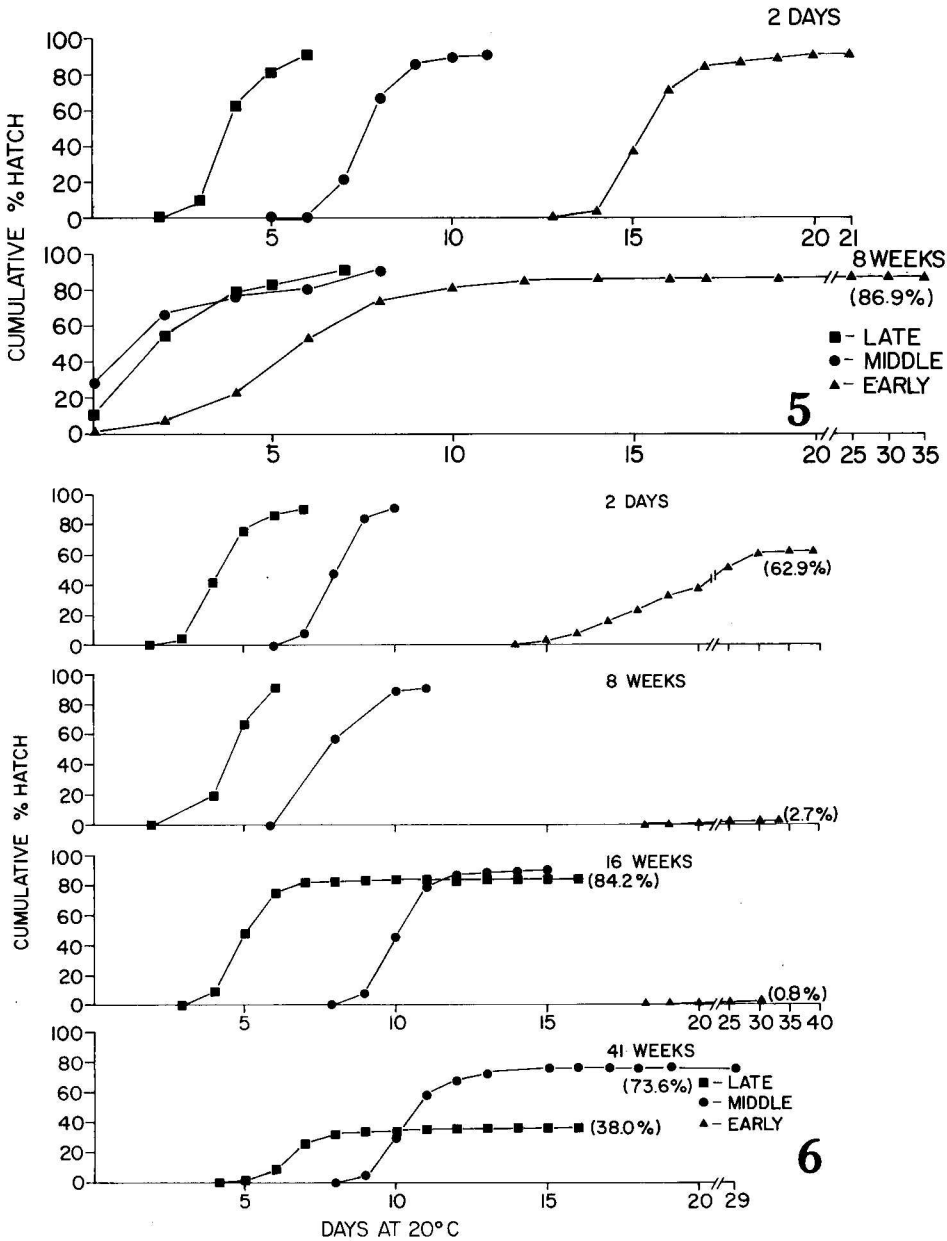 2 DAYS
100
80
60
40
20
0
5 10 15 20 21
CUMULATIVE % HATCH
8 WEEKS
(86.9%)
100
80
60
40
20
0
■ - LATE
● - MIDDLE
▲ - EARLY
5
5 10 15 20 25 30 35
2 DAYS
100
80
60
40
20
0
(62.9%)
8 WEEKS
100
80
60
40
20
0
(2.7%)
CUMULATIVE % HATCH
16 WEEKS
(84.2%)
100
80
60
40
20
0
(0.8%)
5 10 15 20 25 30 35 40
41 WEEKS
(73.6%)
100
80
60
40
20
0
■ - LATE
● - MIDDLE
▲ - EARLY
(38.0%)
6
5 10 15 20 29
DAYS AT 20°C